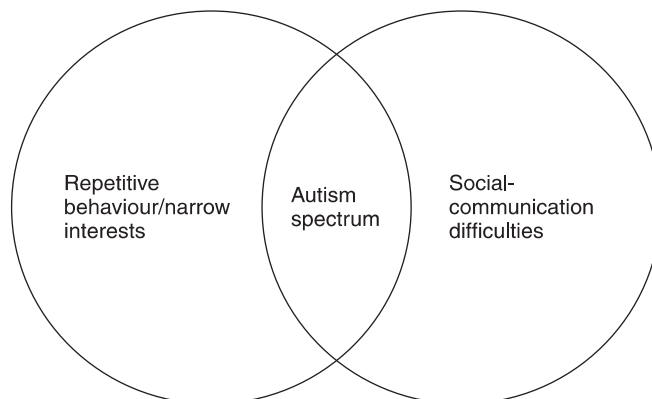 Repetitive
behaviour/narrow
interests
Autism
spectrum
Social-
communication
difficulties